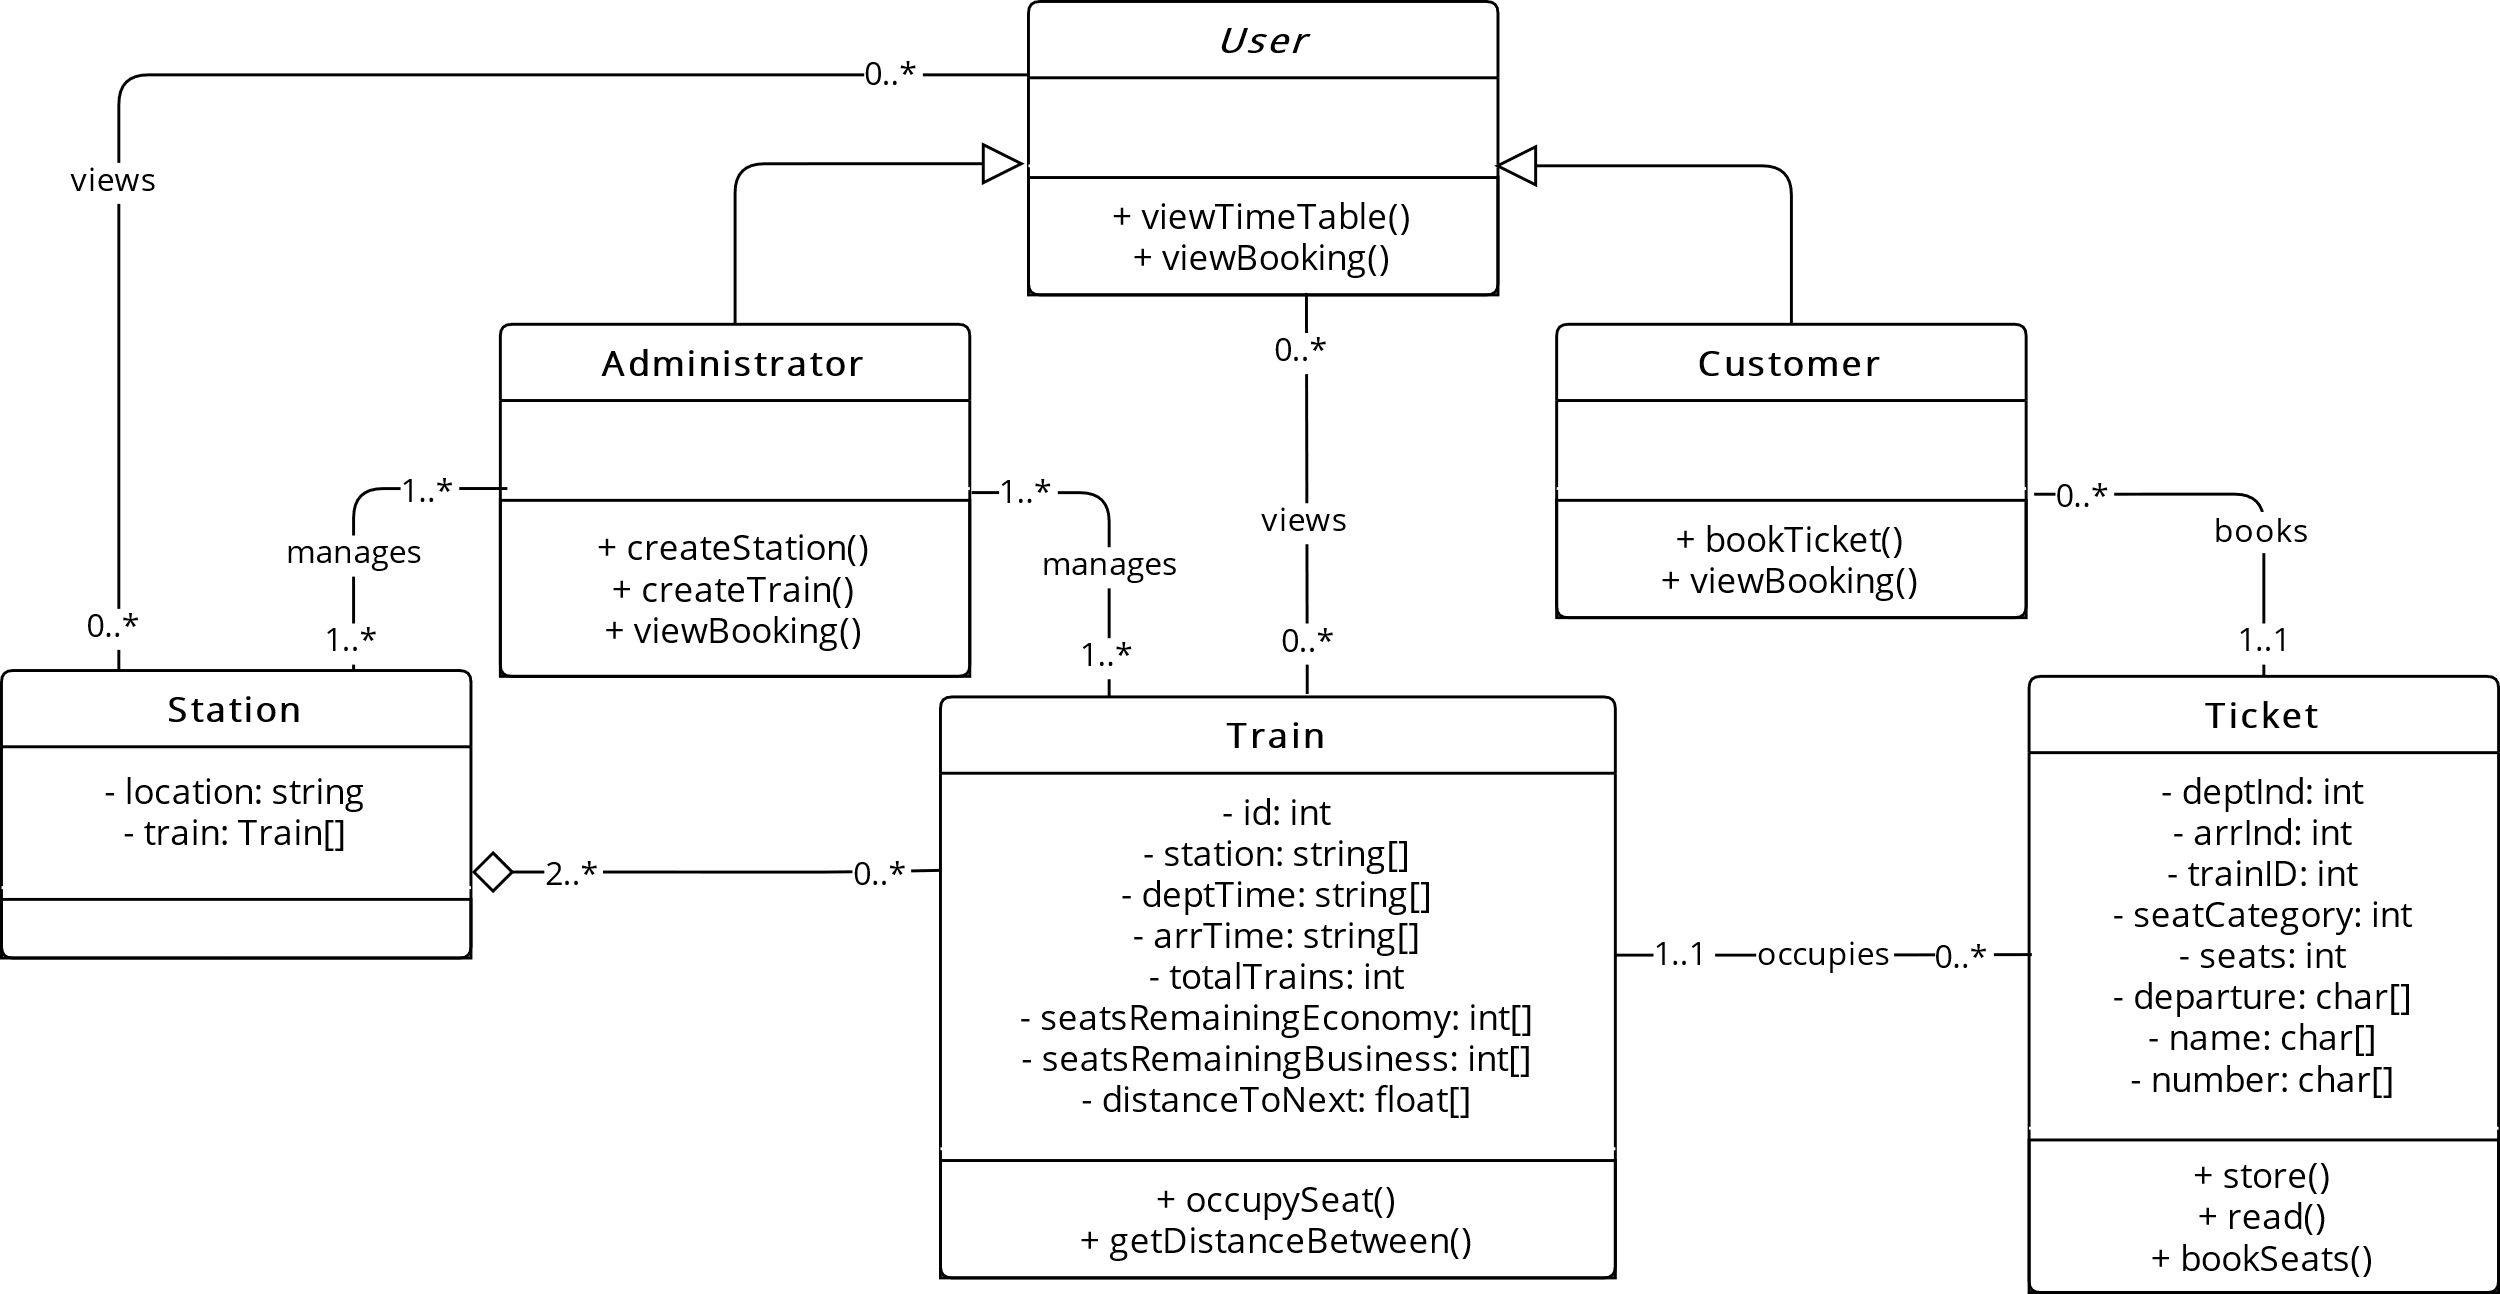 User
+ viewTimeTable()
+ viewBooking()
0..*
views
0..*
Administrator
+ createStation()
+ createTrain()
+ viewBooking()
1..*
manages
1..*
1..*
manages
1..*
0..*
views
0..*
Customer
+ bookTicket()
+ viewBooking()
0..*
books
1..1
Station
- location: string
- train: Train[]
2..*
0..*
Train
- id: int
- station: string[]
- deptTime: string[]
- arrTime: string[]
- totalTrains: int
- seatsRemainingEconomy: int[]
- seatsRemainingBusiness: int[]
- distanceToNext: float[]
+ occupySeat()
+ getDistanceBetween()
1..1
occupies
0..*
Ticket
- deptInd: int
- arrInd: int
- trainID: int
- seatCategory: int
- seats: int
- departure: char[]
- name: char[]
- number: char[]
+ store()
+ read()
+ bookSeats()